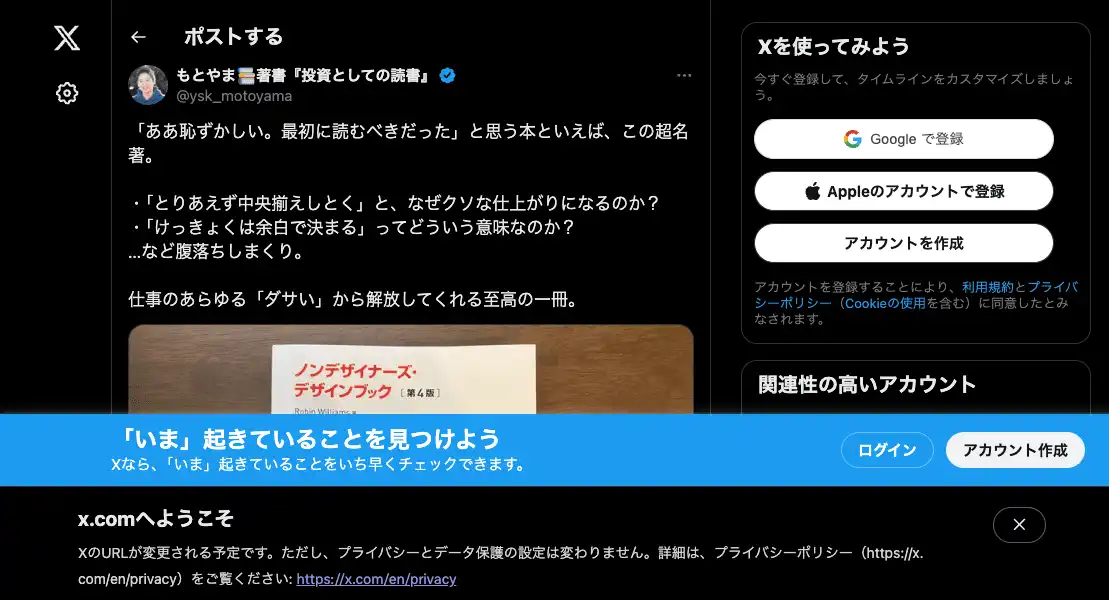 ポストする
もとやま📚著書『投資としての読書』
@ysk_motoyama
「ああ恥ずかしい。最初に読むべきだった」と思う本といえば、この超名
著。
・「とりあえず中央揃えしとく」と、なぜクソな仕上がりになるのか？
・「けっきょくは余白で決まる」ってどういう意味なのか？
…など腹落ちしまくり。
仕事のあらゆる「ダサい」から解放してくれる至高の一冊。
ノンデザイナーズ・
デザインブック［第4版］
Robin Williams
Xを使ってみよう
今すぐ登録して、タイムラインをカスタマイズしましょ
う。
Google で登録
Appleのアカウントで登録
アカウントを作成
アカウントを登録することにより、利用規約とプライバ
シーポリシー（Cookieの使用を含む）に同意したとみ
なされます。
関連性の高いアカウント
「いま」起きていることを見つけよう
Xなら、「いま」起きていることをいち早くチェックできます。
ログイン
アカウント作成
x.comへようこそ
XのURLが変更される予定です。ただし、プライバシーとデータ保護の設定は変わりません。詳細は、プライバシーポリシー（https://x.
com/en/privacy）をご覧ください: https://x.com/en/privacy